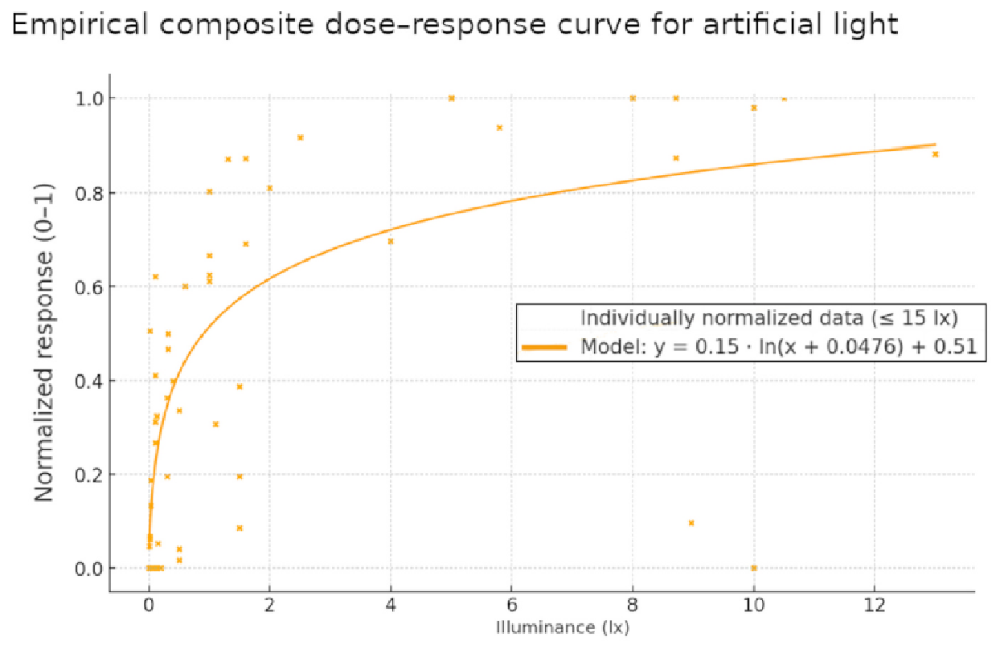 Empirical composite dose–response curve for artificial light
Normalized response (0–1)
1.0
0.8
0.6
0.4
0.2
0.0
Individually normalized data (≤ 15 lx)
Model: y = 0.15 · ln(x + 0.0476) + 0.51
0 2 4 6 8 10 12
Illuminance (lx)